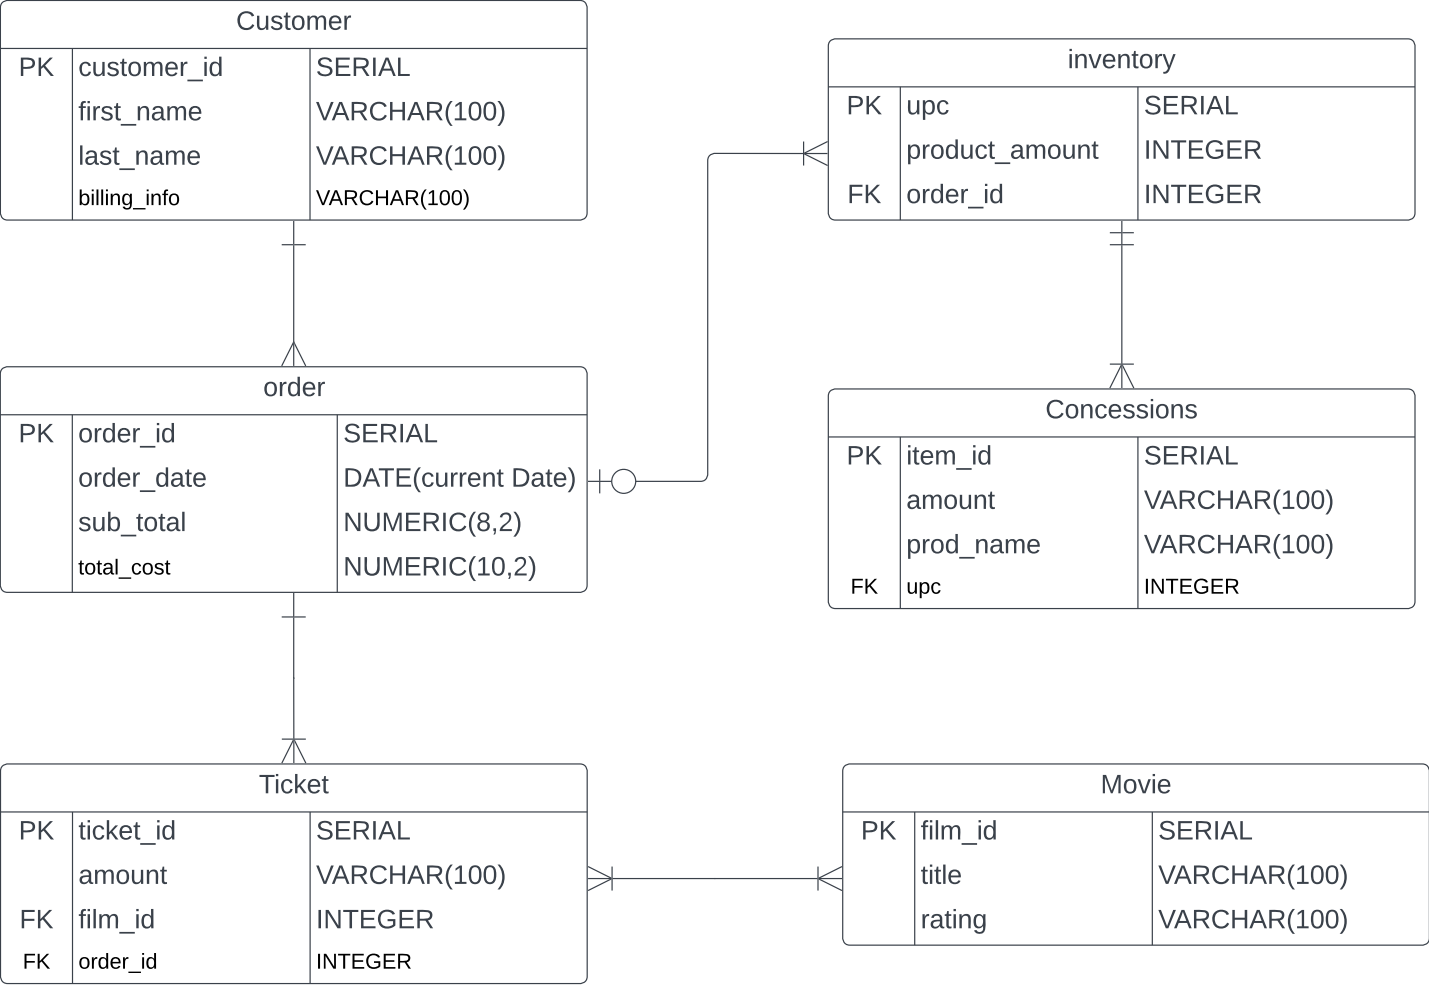 Customer
PK customer_id SERIAL
first_name VARCHAR(100)
last_name VARCHAR(100)
billing_info VARCHAR(100)
inventory
PK upc SERIAL
product_amount INTEGER
FK order_id INTEGER
order
PK order_id SERIAL
order_date DATE(current Date)
sub_total NUMERIC(8,2)
total_cost NUMERIC(10,2)
Concessions
PK item_id SERIAL
amount VARCHAR(100)
prod_name VARCHAR(100)
FK upc INTEGER
Ticket
PK ticket_id SERIAL
amount VARCHAR(100)
FK film_id INTEGER
FK order_id INTEGER
Movie
PK film_id SERIAL
title VARCHAR(100)
rating VARCHAR(100)